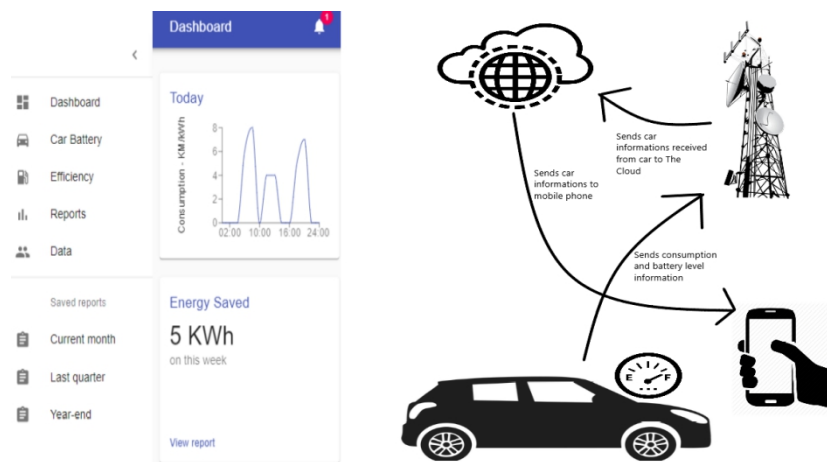 Dashboard
Car Battery
Efficiency
Reports
Data
Saved reports
Current month
Last quarter
Year-end
Dashboard
1
Today
Consumption - KM/kWh
8
6
4
2
0
02:00 10:00 16:00 24:00
Energy Saved
5 KWh
on this week
View report
Sends car
informations received
from car to The
Cloud
Sends car
informations to
mobile phone
Sends consumption
and battery level
information
E F